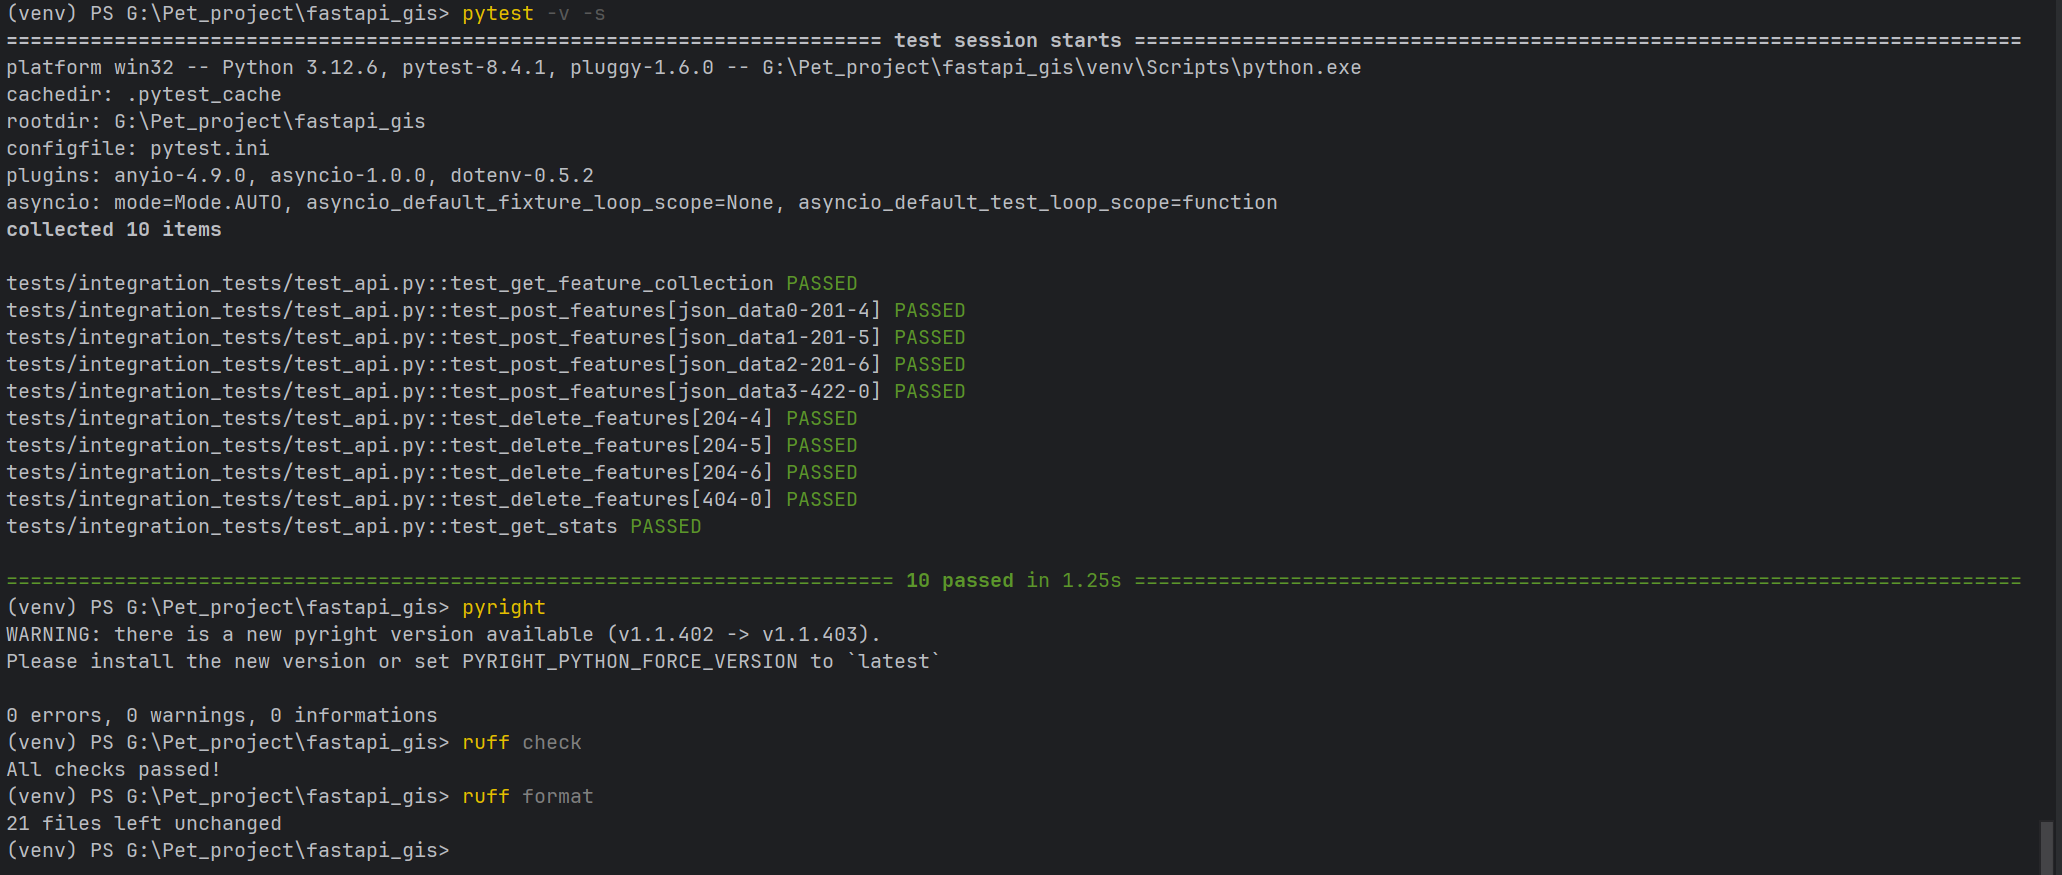 (venv) PS G:\Pet_project\fastapi_gis> pytest -v -s
========================================================================= test session starts ==========================================================================
platform win32 -- Python 3.12.6, pytest-8.4.1, pluggy-1.6.0 -- G:\Pet_project\fastapi_gis\venv\Scripts\python.exe
cachedir: .pytest_cache
rootdir: G:\Pet_project\fastapi_gis
configfile: pytest.ini
plugins: anyio-4.9.0, asyncio-1.0.0, dotenv-0.5.2
asyncio: mode=Mode.AUTO, asyncio_default_fixture_loop_scope=None, asyncio_default_test_loop_scope=function
collected 10 items
tests/integration_tests/test_api.py::test_get_feature_collection PASSED
tests/integration_tests/test_api.py::test_post_features[json_data0-201-4] PASSED
tests/integration_tests/test_api.py::test_post_features[json_data1-201-5] PASSED
tests/integration_tests/test_api.py::test_post_features[json_data2-201-6] PASSED
tests/integration_tests/test_api.py::test_post_features[json_data3-422-0] PASSED
tests/integration_tests/test_api.py::test_delete_features[204-4] PASSED
tests/integration_tests/test_api.py::test_delete_features[204-5] PASSED
tests/integration_tests/test_api.py::test_delete_features[204-6] PASSED
tests/integration_tests/test_api.py::test_delete_features[404-0] PASSED
tests/integration_tests/test_api.py::test_get_stats PASSED
========================================================================== 10 passed in 1.25s ==========================================================================
(venv) PS G:\Pet_project\fastapi_gis> pyright
WARNING: there is a new pyright version available (v1.1.402 -> v1.1.403).
Please install the new version or set PYRIGHT_PYTHON_FORCE_VERSION to `latest`
0 errors, 0 warnings, 0 informations
(venv) PS G:\Pet_project\fastapi_gis> ruff check
All checks passed!
(venv) PS G:\Pet_project\fastapi_gis> ruff format
21 files left unchanged
(venv) PS G:\Pet_project\fastapi_gis>